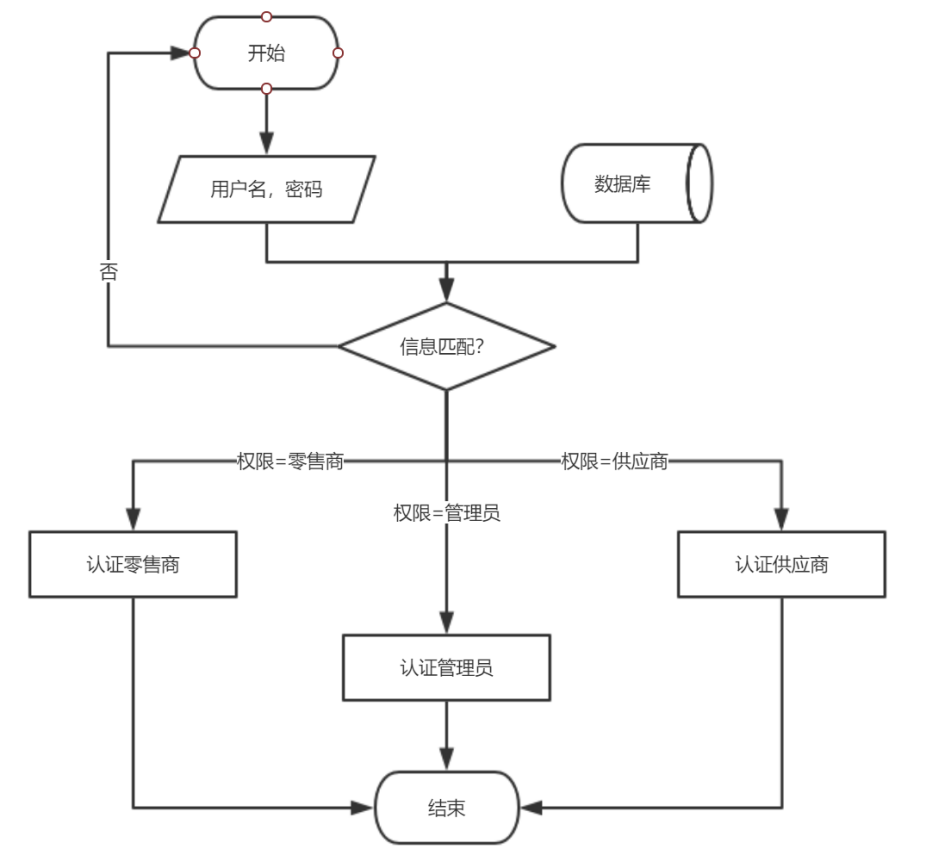 开始
用户名，密码
数据库
否
信息匹配？
权限=零售商
权限=供应商
权限=管理员
认证零售商
认证供应商
认证管理员
结束